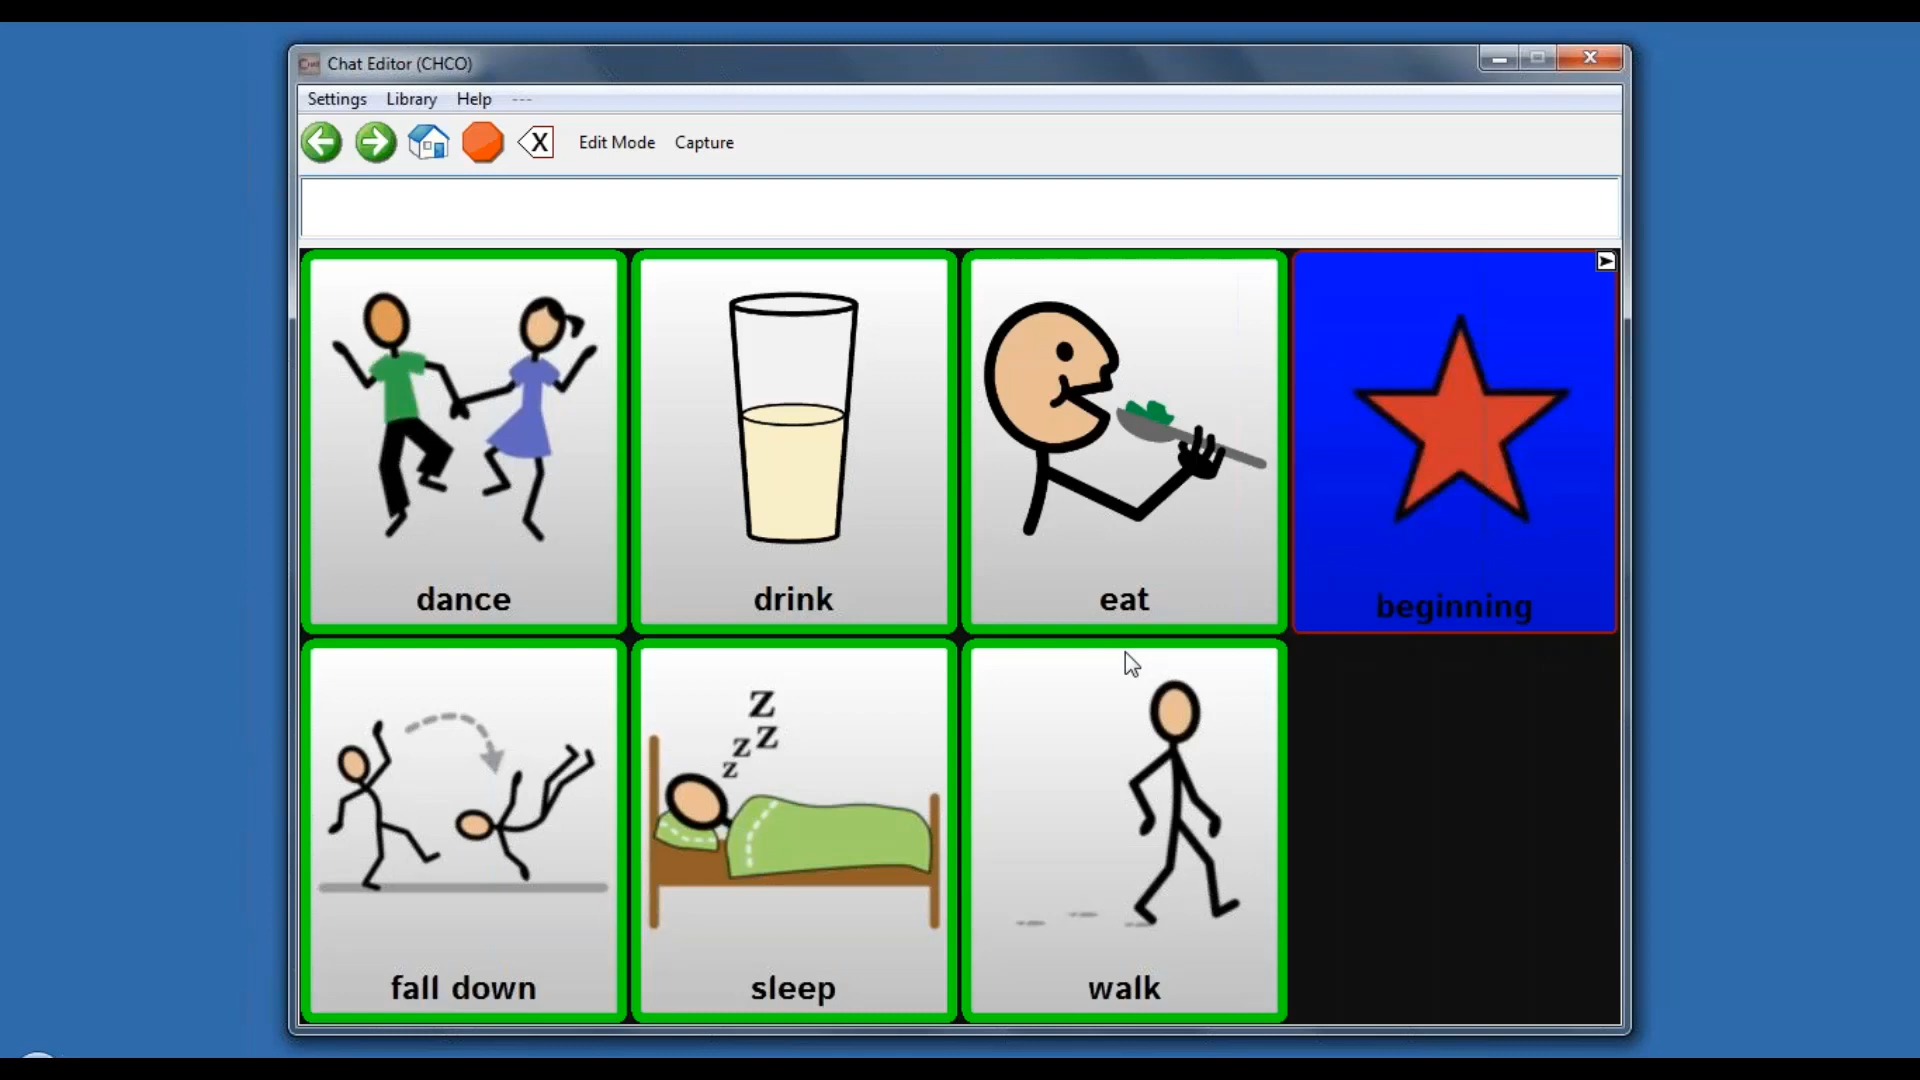 Chat Editor (CHCO)
Settings Library Help ---
X Edit Mode Capture
dance drink eat beginning
z
z z
z
fall down sleep walk